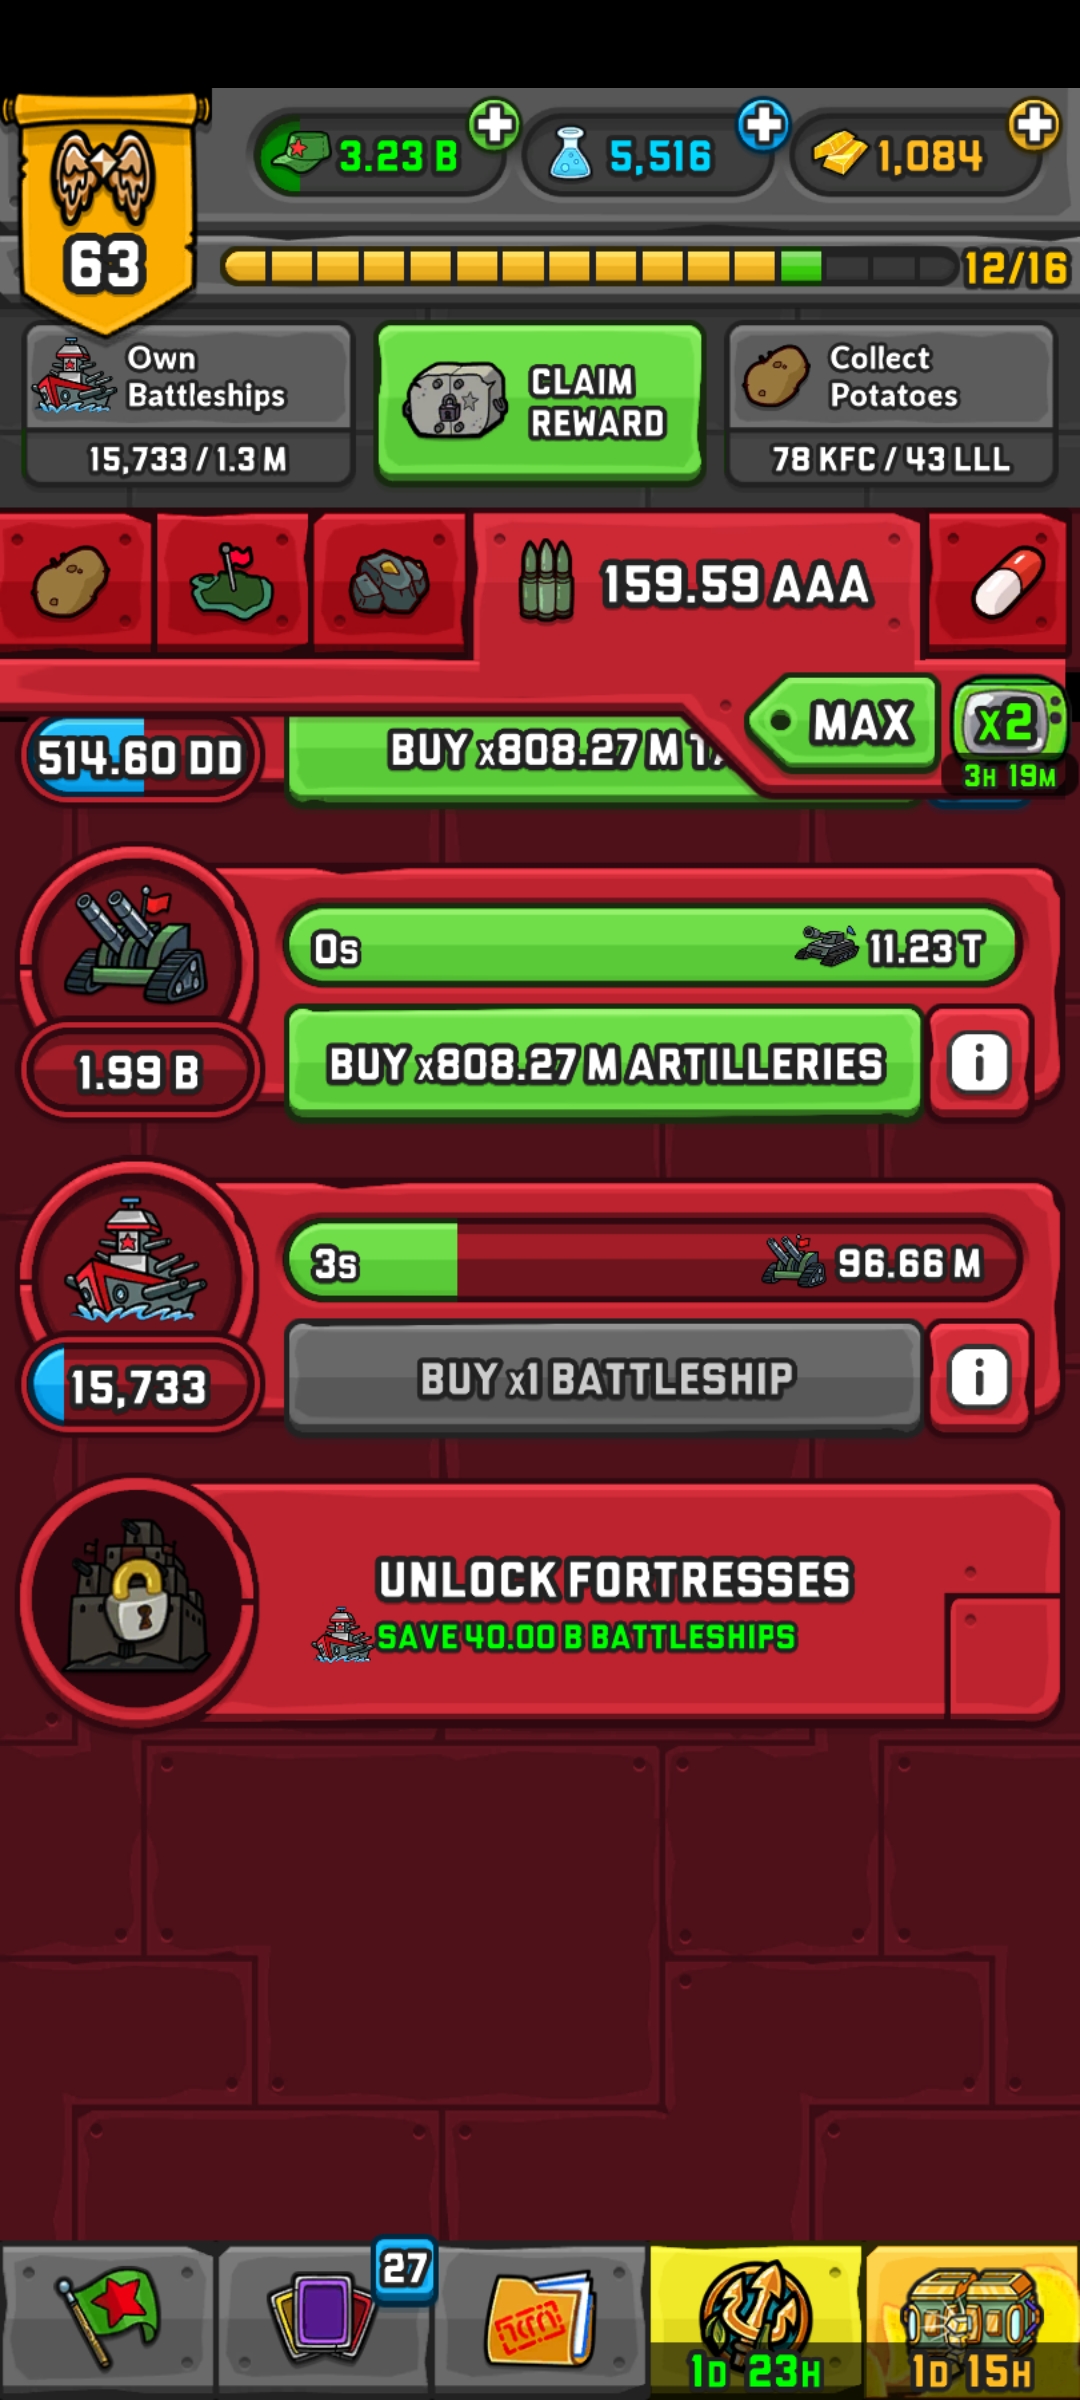 3.23 B
5,516
1,084
63
12/16
Own
Battleships
15,733 / 1.3 M
CLAIM
REWARD
Collect
Potatoes
78 KFC / 43 LLL
159.59 AAA
MAX
x2
3H 19M
514.60 DD
BUY x808.27 M
0s
11.23 T
1.99 B
BUY x808.27 M ARTILLERIES
i
3s
96.66 M
15,733
BUY x1 BATTLESHIP
i
UNLOCK FORTRESSES
SAVE 40.00 B BATTLESHIPS
27
1D 23H
1D 15H